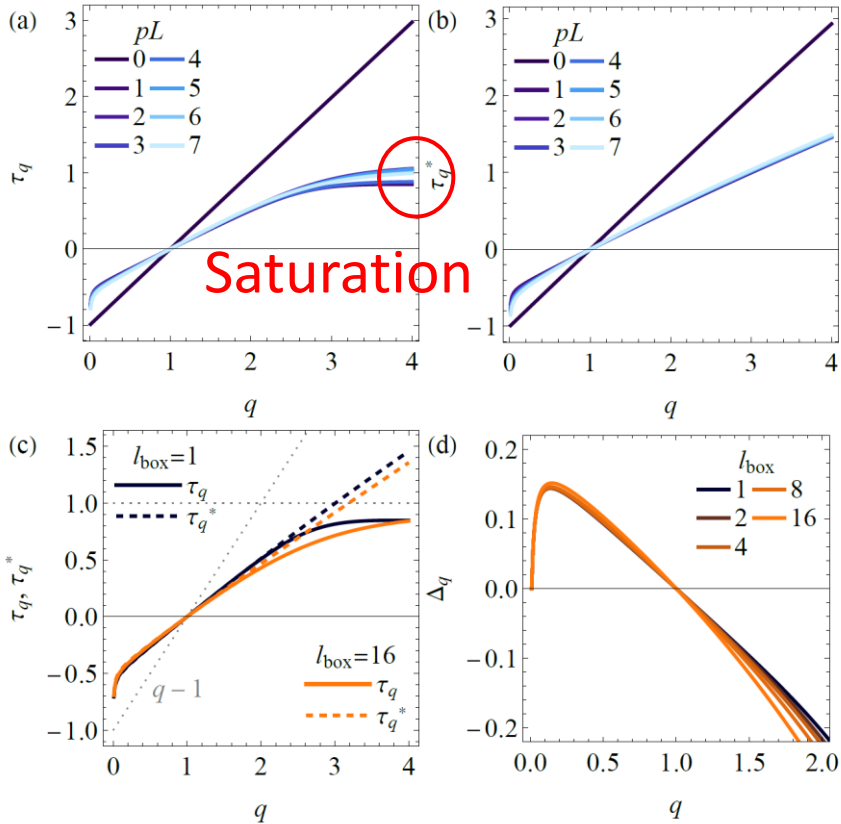 (a)
pL
0 4
1 5
2 6
3 7
τq
3
2
1
0
−1
0 1 2 3 4
q
Saturation
(b)
pL
0 4
1 5
2 6
3 7
τq*
3
2
1
0
−1
0 1 2 3 4
q
(c)
lbox=1
τq
τq*
τq, τq*
1.5
1.0
0.5
0.0
−0.5
−1.0
q−1
lbox=16
τq
τq*
0 1 2 3 4
q
(d)
lbox
1 8
2 16
4
Δq
0.2
0.1
0.0
−0.1
−0.2
0.0 0.5 1.0 1.5 2.0
q